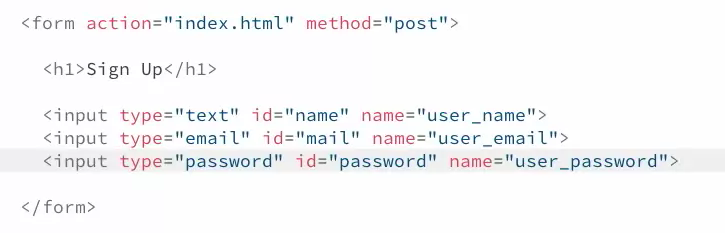 <form action="index.html" method="post">
<h1>Sign Up</h1>
<input type="text" id="name" name="user_name">
<input type="email" id="mail" name="user_email">
<input type="password" id="password" name="user_password">
</form>